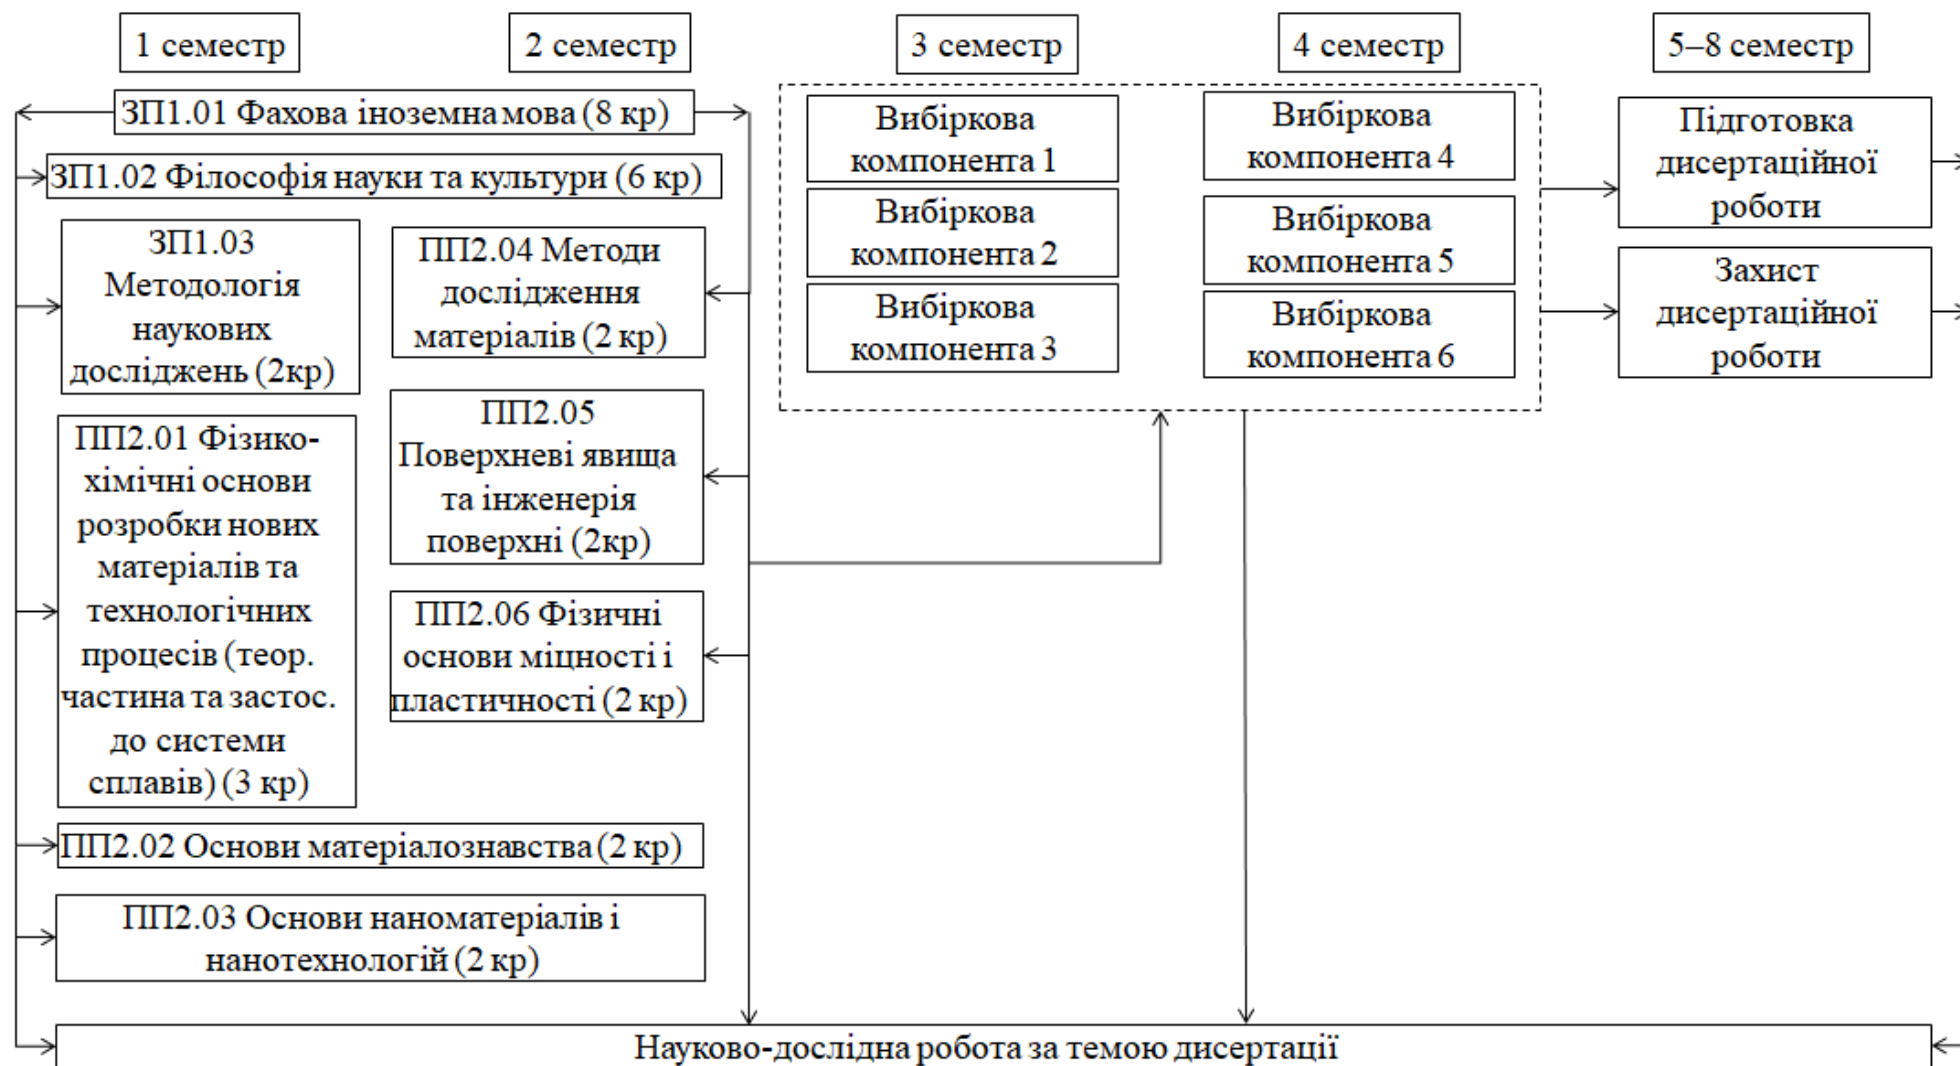 1 семестр
2 семестр
3 семестр
4 семестр
5–8 семестр
ЗП1.01 Фахова іноземна мова (8 кр)
ЗП1.02 Філософія науки та культури (6 кр)
ЗП1.03
Методологія
наукових
досліджень (2кр)
ПП2.01 Фізико-
хімічні основи
розробки нових
матеріалів та
технологічних
процесів (теор.
частина та застос.
до системи
сплавів) (3 кр)
ПП2.04 Методи
дослідження
матеріалів (2 кр)
ПП2.05
Поверхневі явища
та інженерія
поверхні (2кр)
ПП2.06 Фізичні
основи міцності і
пластичності (2 кр)
ПП2.02 Основи матеріалознавства (2 кр)
ПП2.03 Основи наноматеріалів і
нанотехнологій (2 кр)
Вибіркова
компонента 1
Вибіркова
компонента 2
Вибіркова
компонента 3
Вибіркова
компонента 4
Вибіркова
компонента 5
Вибіркова
компонента 6
Підготовка
дисертаційної
роботи
Захист
дисертаційної
роботи
Науково-дослідна робота за темою дисертації